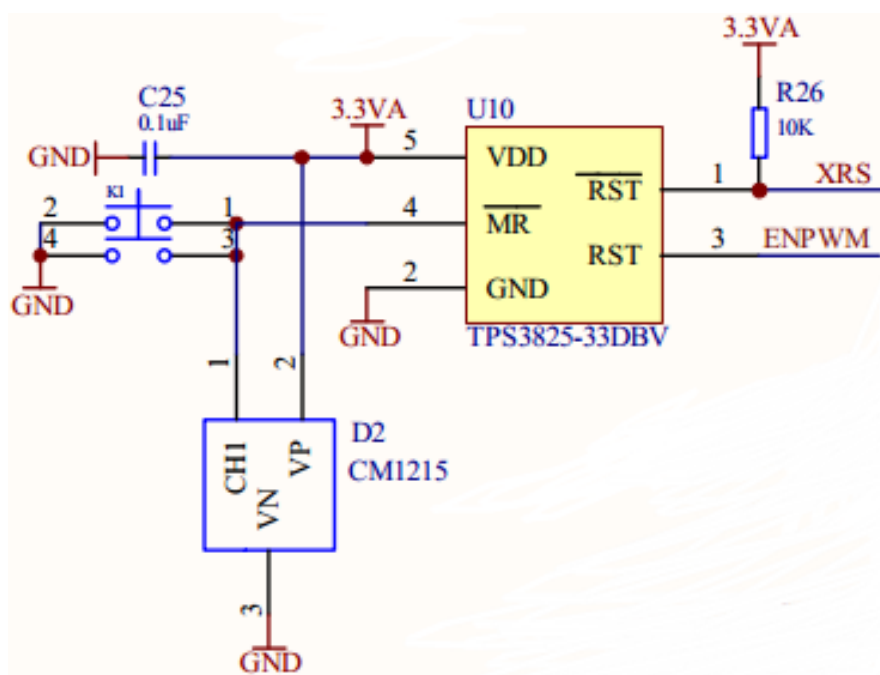 3.3VA
C25
0.1uF
3.3VA
U10
R26
10K
GND
5
VDD
RST
1
XRS
K1
2
1
4
MR
4
3
RST
3
ENPWM
GND
2
GND
GND
TPS3825-33DBV
1
2
D2
CM1215
CH1
VP
VN
3
GND